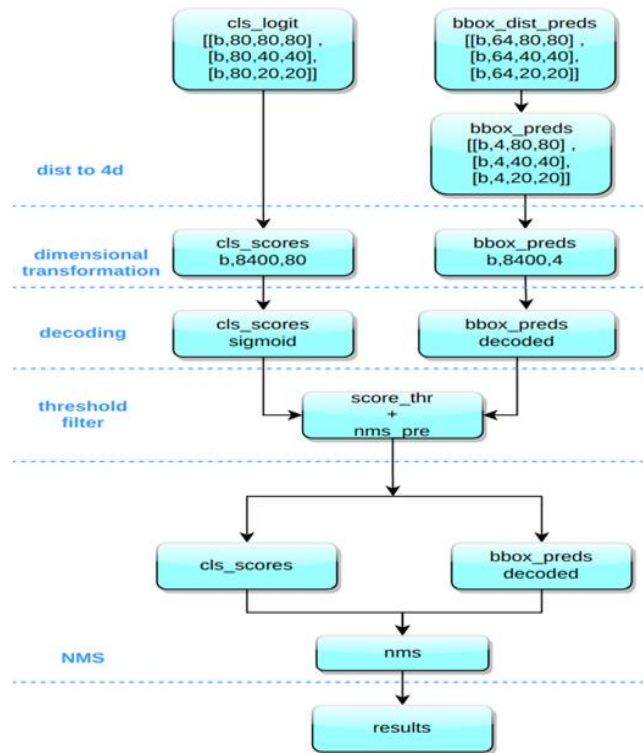 cls_logit
[[b,80,80,80] ,
[b,80,40,40],
[b,80,20,20]]
bbox_dist_preds
[[b,64,80,80] ,
[b,64,40,40],
[b,64,20,20]]
bbox_preds
[[b,4,80,80] ,
[b,4,40,40],
[b,4,20,20]]
dist to 4d
dimensional
transformation
cls_scores
b,8400,80
bbox_preds
b,8400,4
decoding
cls_scores
sigmoid
bbox_preds
decoded
threshold
filter
score_thr
+
nms_pre
cls_scores
bbox_preds
decoded
NMS
nms
results